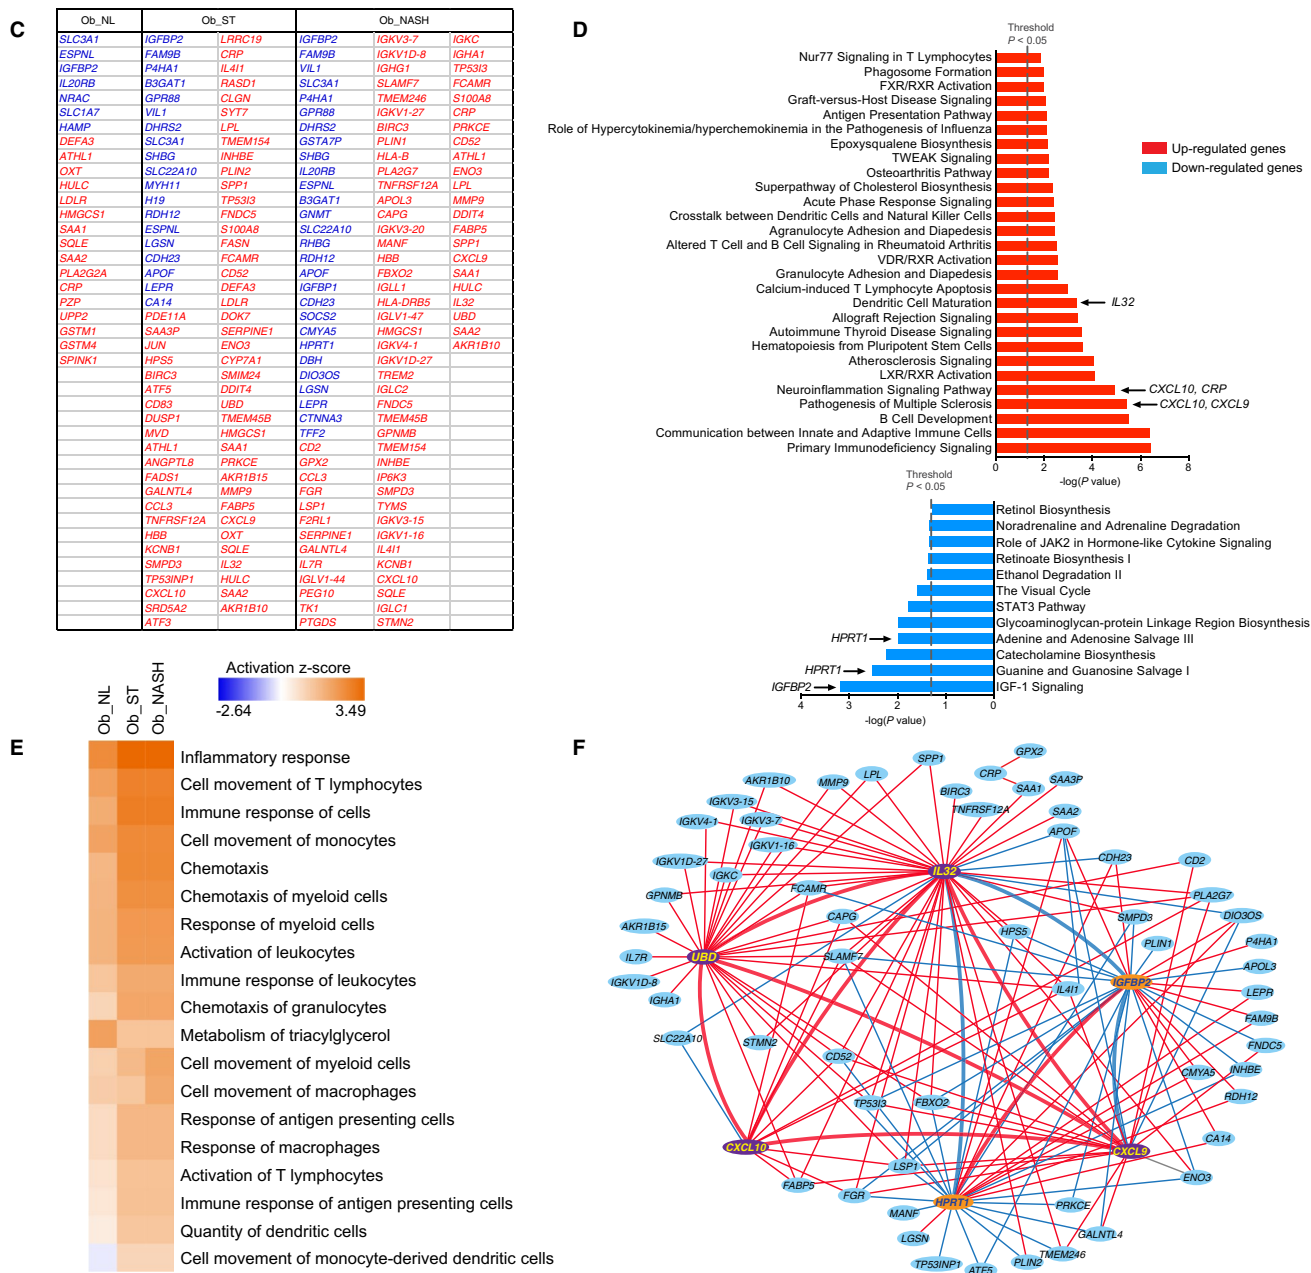 C
Ob_NL Ob_ST Ob_NASH
SLC3A1 IGFBP2 LRRC19 IGFBP2 IGKV3-7 IGKC
ESPNL FAM9B CRP FAM9B IGKV1D-8 IGHA1
IGFBP2 P4HA1 IL4I1 VIL1 IGHG1 TP53I3
IL20RB B3GAT1 RASD1 SLC3A1 SLAMF7 FCAMR
NRAC GPR88 CLGN P4HA1 TMEM246 S100A8
SLC1A7 VIL1 SYT7 GPR88 IGKV1-27 CRP
HAMP DHRS2 LPL DHRS2 BIRC3 PRKCE
DEFA3 SLC3A1 TMEM154 GSTA7P PLIN1 CD52
ATHL1 SHBG INHBE SHBG HLA-B ATHL1
OXT SLC22A10 PLIN2 IL20RB PLA2G7 ENO3
HULC MYH11 SPP1 ESPNL TNFRSF12A LPL
LDLR H19 TP53I3 B3GAT1 APOL3 MMP9
HMGCS1 RDH12 FNDC5 GNMT CAPG DDIT4
SAA1 ESPNL S100A8 SLC22A10 IGKV3-20 FABP5
SQLE LGSN FASN RHBG MANF SPP1
SAA2 CDH23 FCAMR RDH12 HBB CXCL9
PLA2G2A APOF CD52 APOF FBXO2 SAA1
CRP LEPR DEFA3 IGFBP1 IGLL1 HULC
PZP CA14 LDLR CDH23 HLA-DRB5 IL32
UPP2 PDE11A DOK7 SOCS2 IGLV1-47 UBD
GSTM1 SAA3P SERPINE1 CMYA5 HMGCS1 SAA2
GSTM4 JUN ENO3 HPRT1 IGKV4-1 AKR1B10
SPINK1 HPS5 CYP7A1 DBH IGKV1D-27
BIRC3 SMIM24 DIO3OS TREM2
ATF5 DDIT4 LGSN IGLC2
CD83 UBD LEPR FNDC5
DUSP1 TMEM45B CTNNA3 TMEM45B
MVD HMGCS1 TFF2 GPNMB
ATHL1 SAA1 CD2 TMEM154
ANGPTL8 PRKCE GPX2 INHBE
FADS1 AKR1B15 CCL3 IP6K3
GALNTL4 MMP9 FGR SMPD3
CCL3 FABP5 LSP1 TYMS
TNFRSF12A CXCL9 F2RL1 IGKV3-15
HBB OXT SERPINE1 IGKV1-16
KCNB1 SQLE GALNTL4 IL4I1
SMPD3 IL32 IL7R KCNB1
TP53INP1 HULC IGLV1-44 CXCL10
CXCL10 SAA2 PEG10 SQLE
SRD5A2 AKR1B10 TK1 IGLC1
ATF3 PTGDS STMN2
D
Threshold
P < 0.05
Nur77 Signaling in T Lymphocytes
Phagosome Formation
FXR/RXR Activation
Graft-versus-Host Disease Signaling
Antigen Presentation Pathway
Role of Hypercytokinemia/hyperchemokinemia in the Pathogenesis of Influenza
Epoxysqualene Biosynthesis
TWEAK Signaling
Osteoarthritis Pathway
Superpathway of Cholesterol Biosynthesis
Acute Phase Response Signaling
Crosstalk between Dendritic Cells and Natural Killer Cells
Agranulocyte Adhesion and Diapedesis
Altered T Cell and B Cell Signaling in Rheumatoid Arthritis
VDR/RXR Activation
Granulocyte Adhesion and Diapedesis
Calcium-induced T Lymphocyte Apoptosis
Dendritic Cell Maturation IL32
Allograft Rejection Signaling
Autoimmune Thyroid Disease Signaling
Hematopoiesis from Pluripotent Stem Cells
Atherosclerosis Signaling
LXR/RXR Activation
Neuroinflammation Signaling Pathway CXCL10, CRP
Pathogenesis of Multiple Sclerosis CXCL10, CXCL9
B Cell Development
Communication between Innate and Adaptive Immune Cells
Primary Immunodeficiency Signaling
0 2 4 6 8
-log(P value)
Up-regulated genes
Down-regulated genes
Threshold
P < 0.05
Retinol Biosynthesis
Noradrenaline and Adrenaline Degradation
Role of JAK2 in Hormone-like Cytokine Signaling
Retinoate Biosynthesis I
Ethanol Degradation II
The Visual Cycle
STAT3 Pathway
Glycoaminoglycan-protein Linkage Region Biosynthesis
HPRT1 Adenine and Adenosine Salvage III
Catecholamine Biosynthesis
HPRT1 Guanine and Guanosine Salvage I
IGFBP2 IGF-1 Signaling
4 3 2 1 0
-log(P value)
E
Ob_NL
Ob_ST
Ob_NASH
Activation z-score
-2.64 3.49
Inflammatory response
Cell movement of T lymphocytes
Immune response of cells
Cell movement of monocytes
Chemotaxis
Chemotaxis of myeloid cells
Response of myeloid cells
Activation of leukocytes
Immune response of leukocytes
Chemotaxis of granulocytes
Metabolism of triacylglycerol
Cell movement of myeloid cells
Cell movement of macrophages
Response of antigen presenting cells
Response of macrophages
Activation of T lymphocytes
Immune response of antigen presenting cells
Quantity of dendritic cells
Cell movement of monocyte-derived dendritic cells
F
GPX2
SPP1
CRP
LPL
AKR1B10
MMP9
SAA3P
SAA1
BIRC3
IGKV3-15
TNFRSF12A
SAA2
IGKV4-1
IGKV3-7
APOF
IGKV1-16
CDH23
CD2
IGKV1D-27
IL32
IGKC
FCAMR
GPNMB
PLA2G7
CAPG
SMPD3
DIO3OS
AKR1B15
HPS5
PLIN1
P4HA1
IL7R
UBD
SLAMF7
APOL3
IGKV1D-8
IGFBP2
IL4I1
LEPR
IGHA1
FAM9B
SLC22A10
STMN2
FNDC5
CD52
CMYA5
INHBE
TP53I3
FBXO2
RDH12
CA14
CXCL10
CXCL9
LSP1
ENO3
FABP5
FGR
HPRT1
PRKCE
MANF
LGSN
GALNTL4
TMEM246
TP53INP1
PLIN2
ATF5